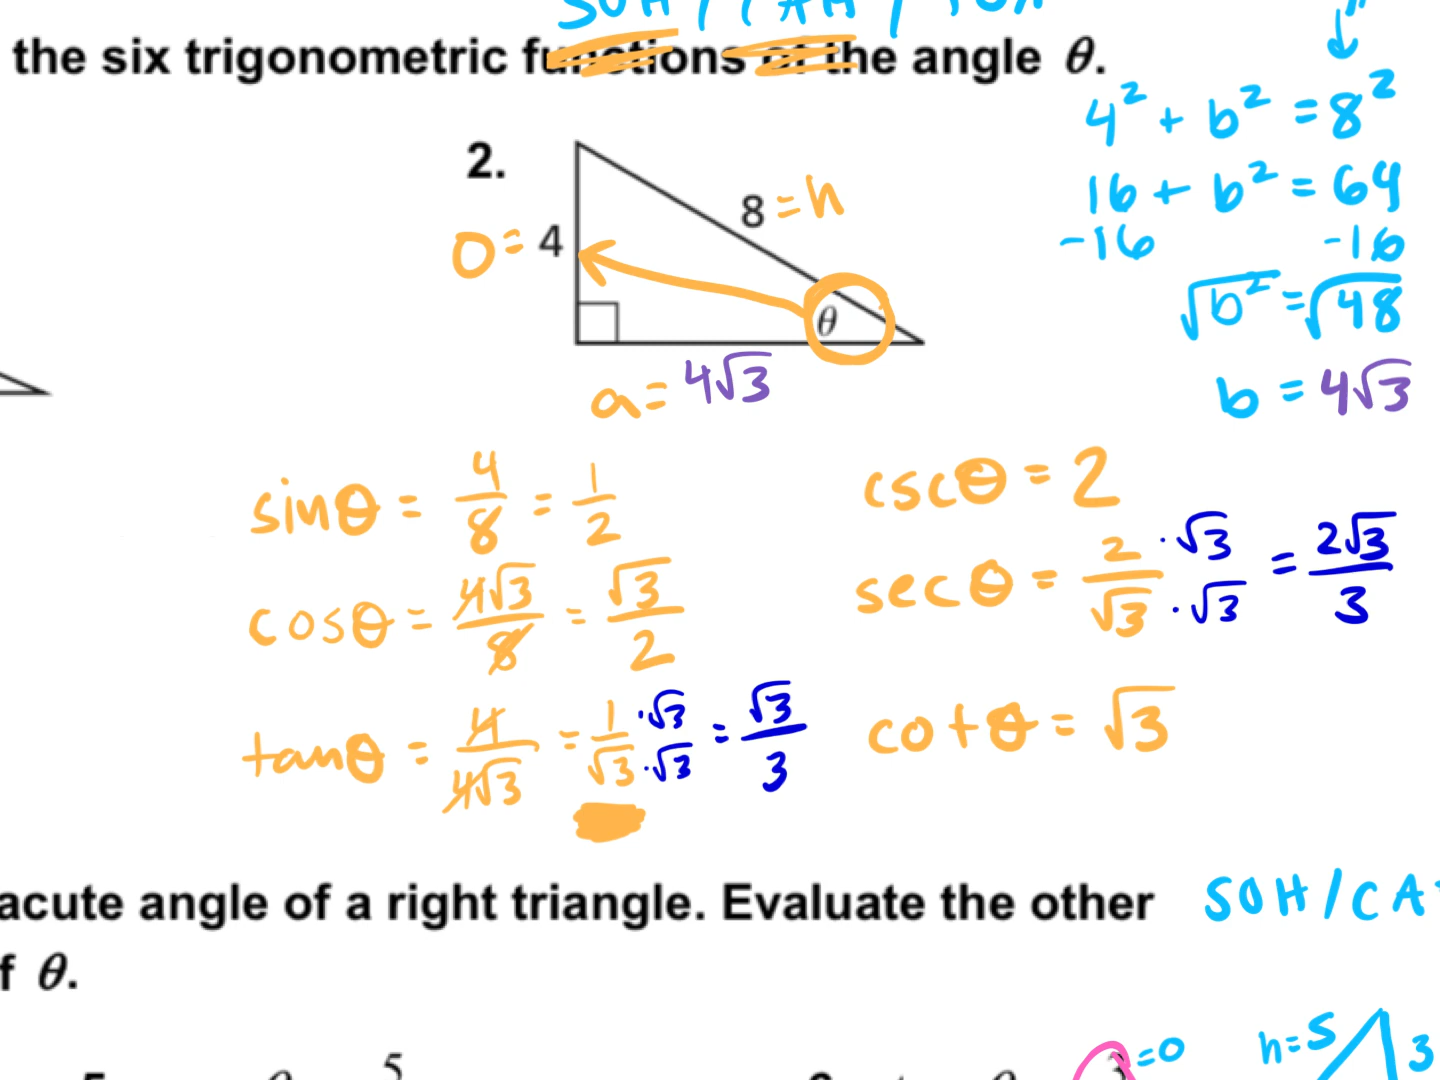 SOH / CAH /
the six trigonometric functions of the angle θ.
4² + b² = 8²
2.
8 = h
16 + b² = 64
O = 4
-16 -16
θ
√b² = √48
a = 4√3
b = 4√3
sinθ = 4/8 = 1/2
cscθ = 2
cosθ = 4√3/8 = √3/2
secθ = 2/√3 · √3/· √3 = 2√3/3
tanθ = 4/4√3 = 1/√3 · √3/· √3 = √3/3
cotθ = √3
acute angle of a right triangle. Evaluate the other
SOH / CA
f θ.
5
= O
h = 5
3